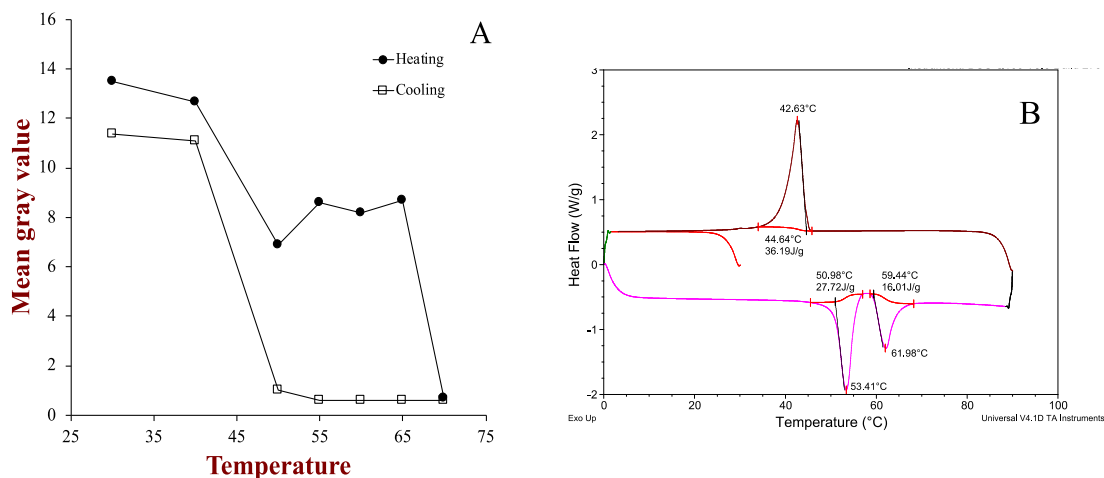 A
16
14
12
10
8
6
4
2
0
25
35
45
55
65
75
Mean gray value
Temperature
Heating
Cooling
B
3
2
1
0
-1
-2
0
20
40
60
80
100
Heat Flow (W/g)
Temperature (°C)
42.63°C
44.64°C
36.19J/g
50.98°C
27.72J/g
59.44°C
16.01J/g
61.98°C
53.41°C
Exo Up
Universal V4.1D TA Instruments